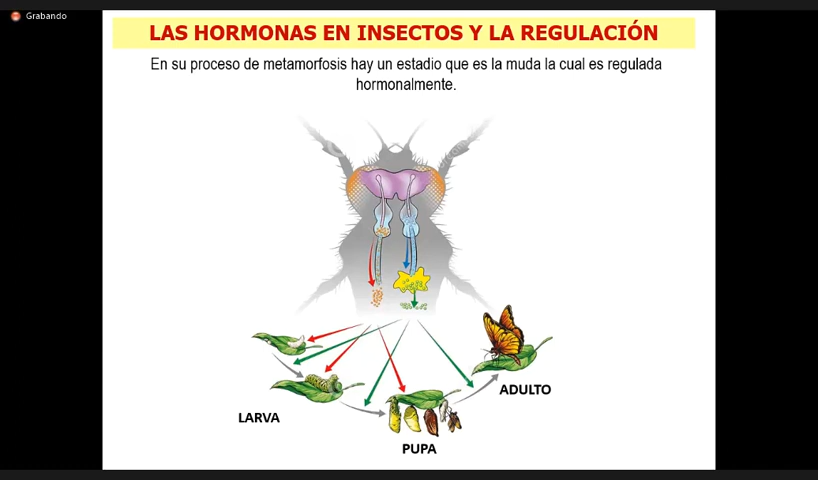 Grabando
LAS HORMONAS EN INSECTOS Y LA REGULACIÓN
En su proceso de metamorfosis hay un estadio que es la muda la cual es regulada
hormonalmente.
ADULTO
LARVA
PUPA